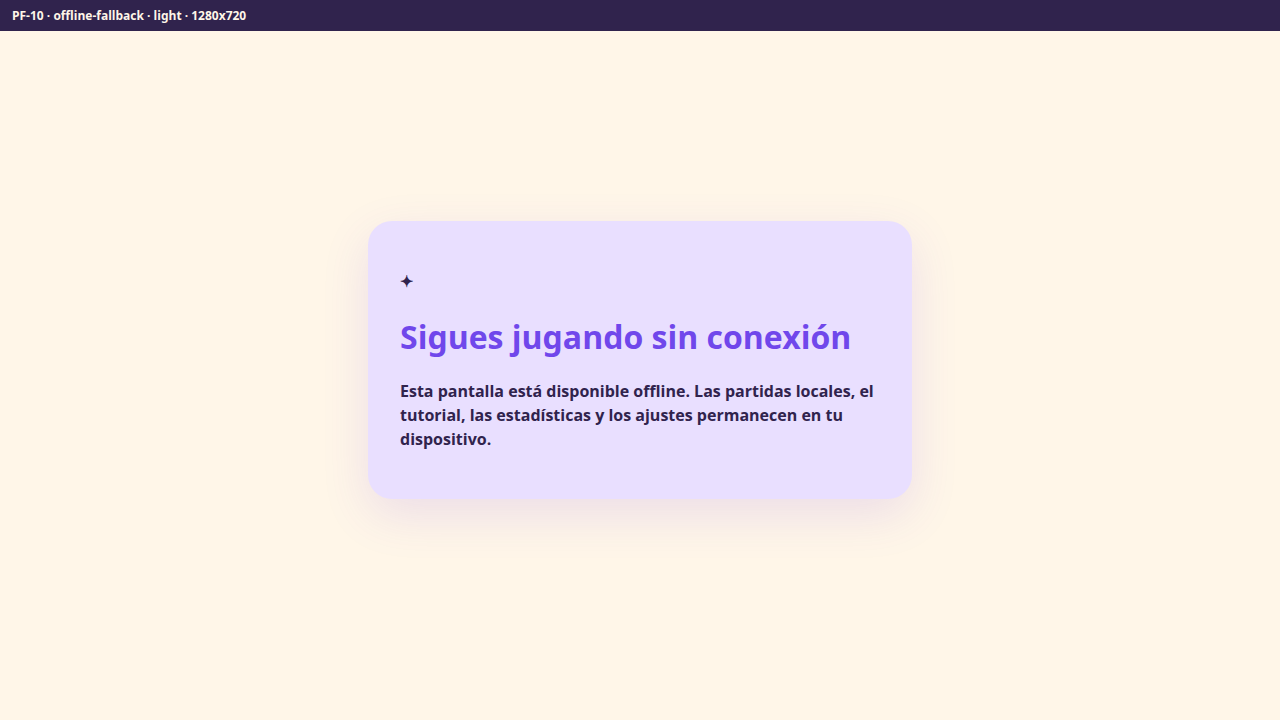 PF-10 · offline-fallback · light · 1280x720
✦
Sigues jugando sin conexión
Esta pantalla está disponible offline. Las partidas locales, el
tutorial, las estadísticas y los ajustes permanecen en tu
dispositivo.